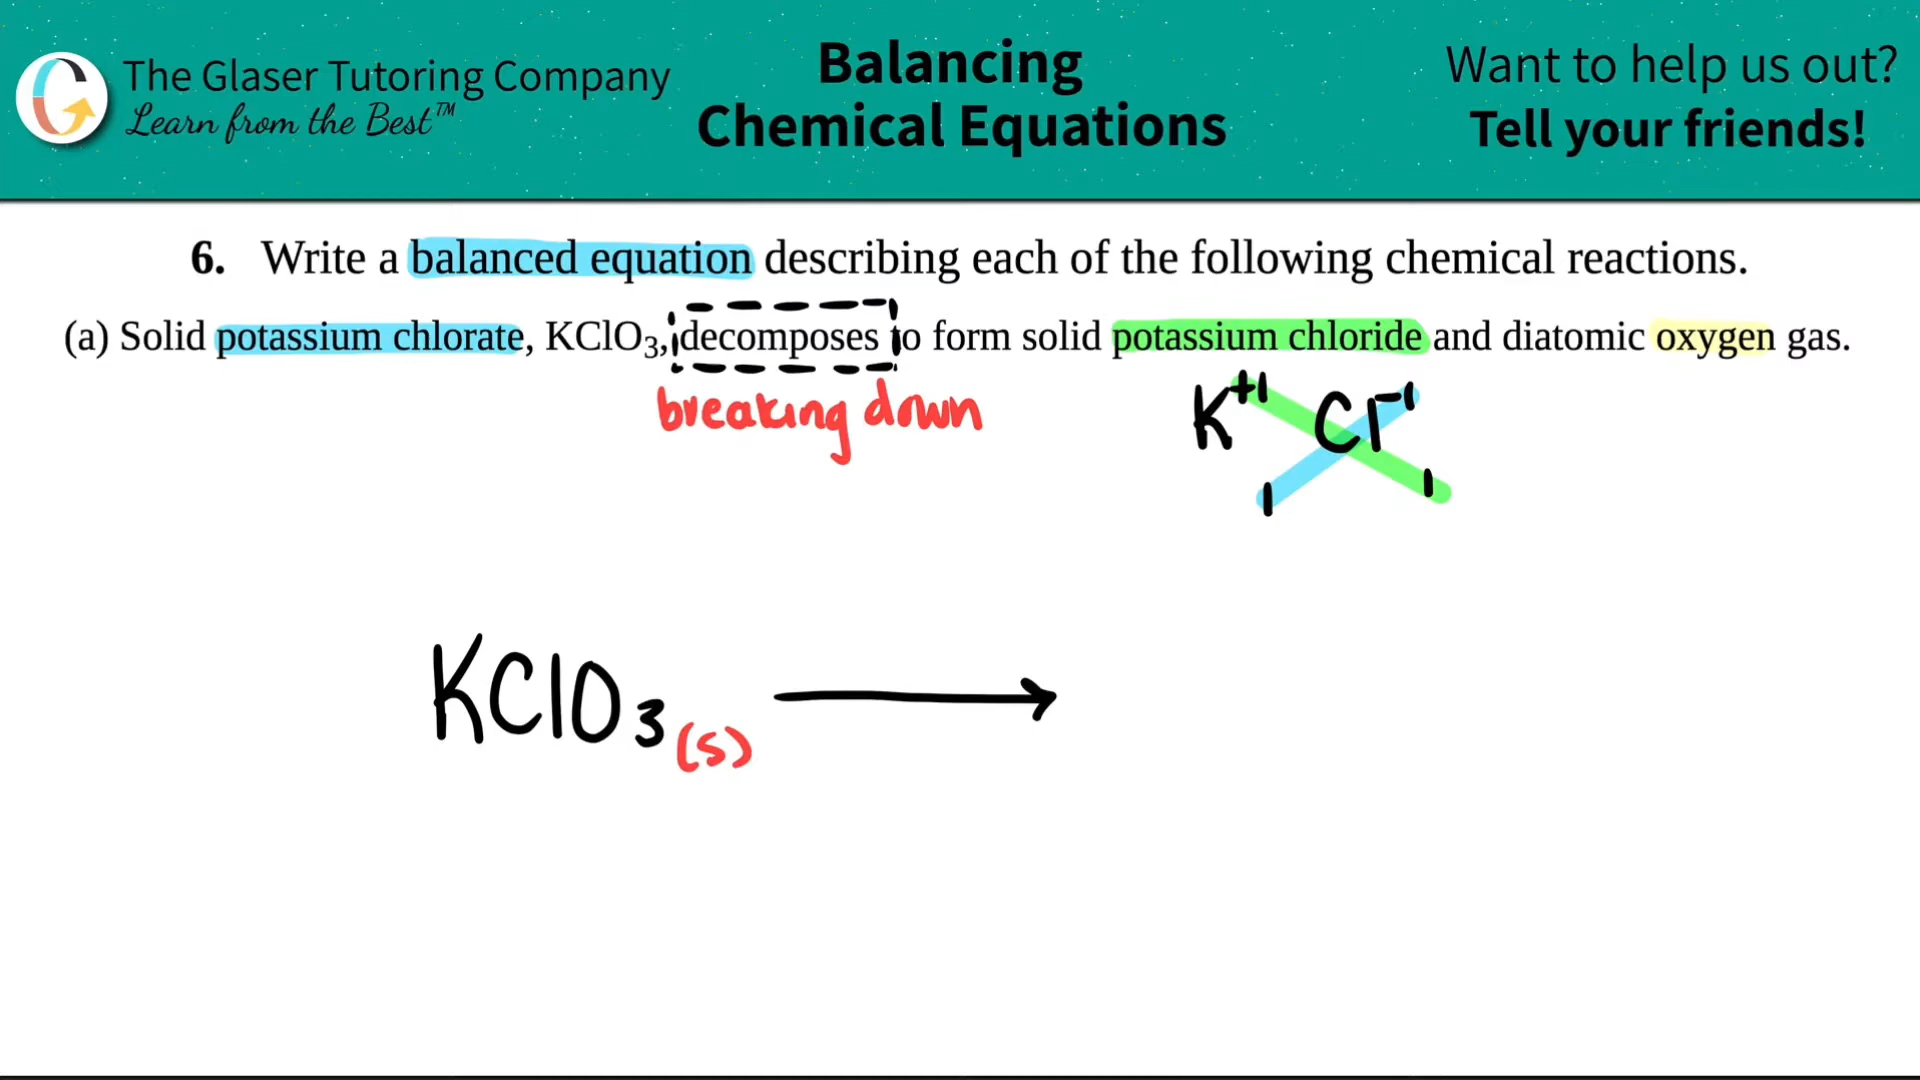 The Glaser Tutoring Company
Learn from the Best™
Balancing
Chemical Equations
Want to help us out?
Tell your friends!
6. Write a balanced equation describing each of the following chemical reactions.
(a) Solid potassium chlorate, KClO₃, decomposes to form solid potassium chloride and diatomic oxygen gas.
breaking down
K⁺¹ Cl⁻¹
1 1
KClO₃(s) →